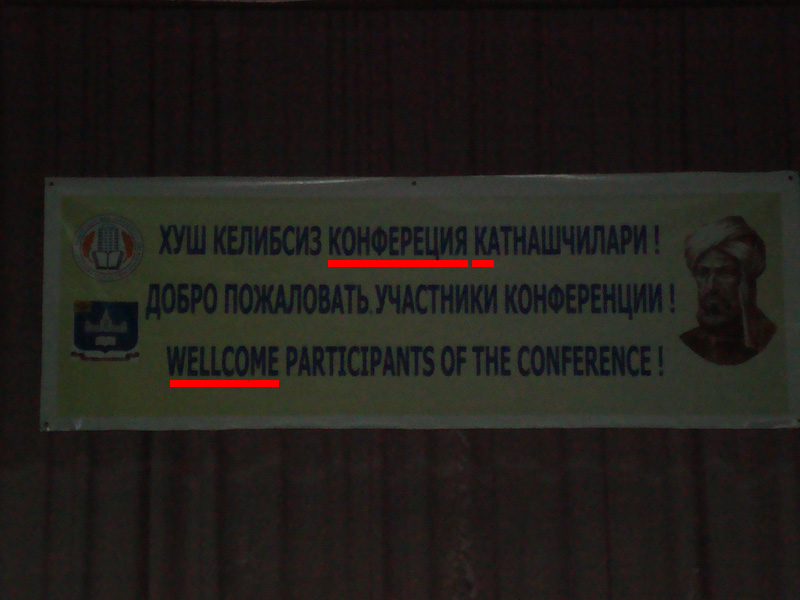 ХУШ КЕЛИБСИЗ КОНФЕРЕЦИЯ КАТНАШЧИЛАРИ !
ДОБРО ПОЖАЛОВАТЬ УЧАСТНИКИ КОНФЕРЕНЦИИ !
WELLCOME PARTICIPANTS OF THE CONFERENCE !